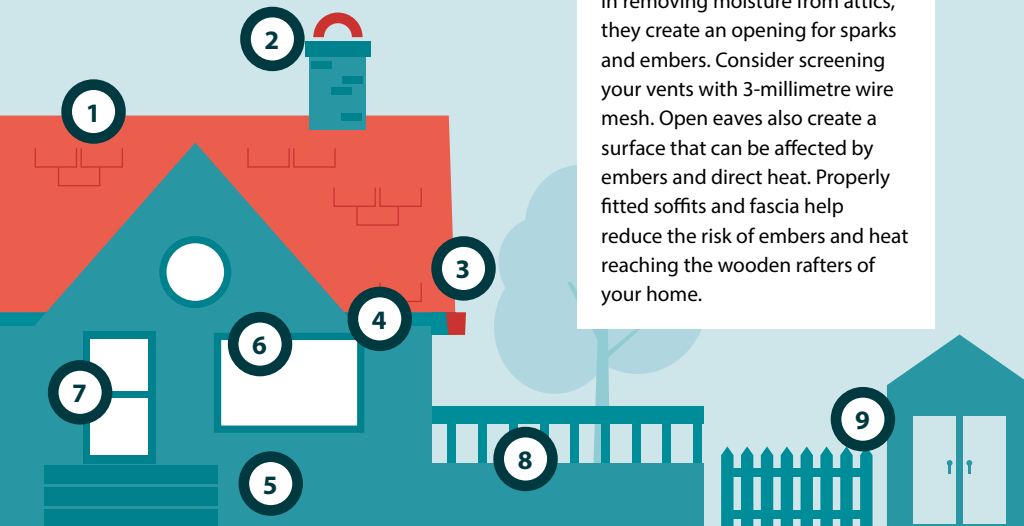 in removing moisture from attics,
they create an opening for sparks
and embers. Consider screening
your vents with 3-millimetre wire
mesh. Open eaves also create a
surface that can be affected by
embers and direct heat. Properly
fitted soffits and fascia help
reduce the risk of embers and heat
reaching the wooden rafters of
your home.
2
1
3
4
6
7
9
8
5